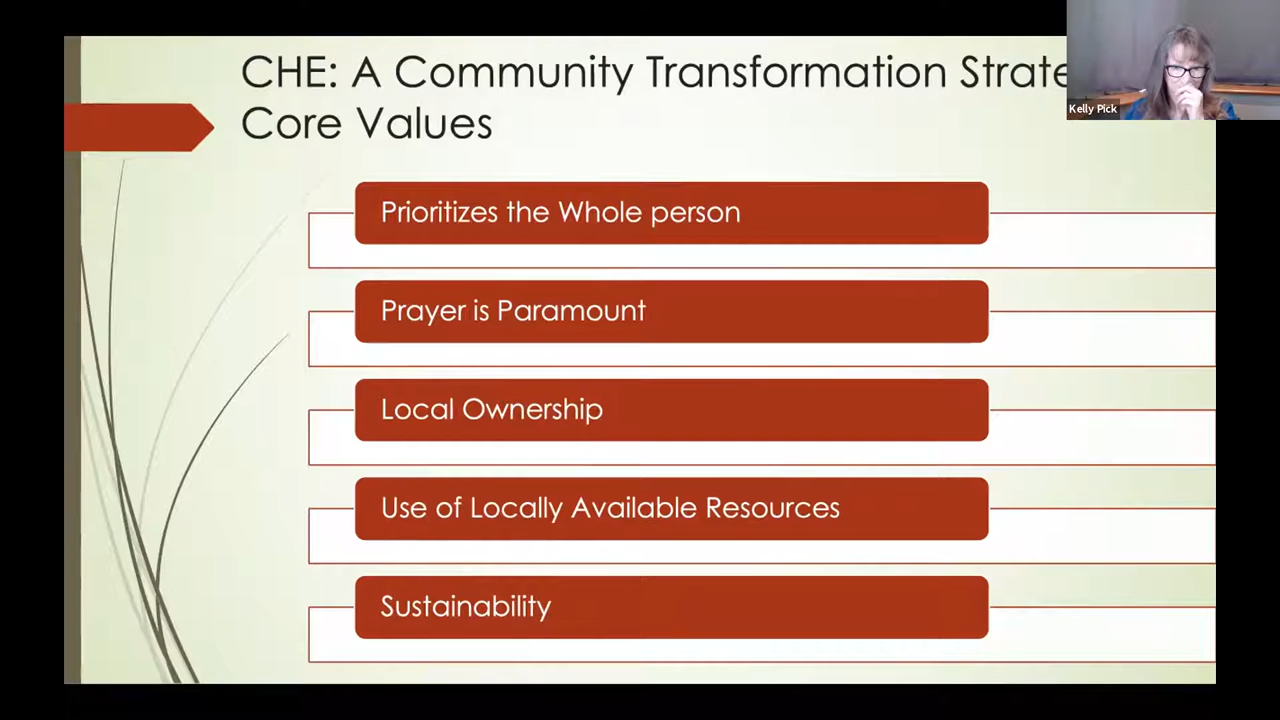 CHE: A Community Transformation Strate
Core Values
Kelly Pick
Prioritizes the Whole person
Prayer is Paramount
Local Ownership
Use of Locally Available Resources
Sustainability